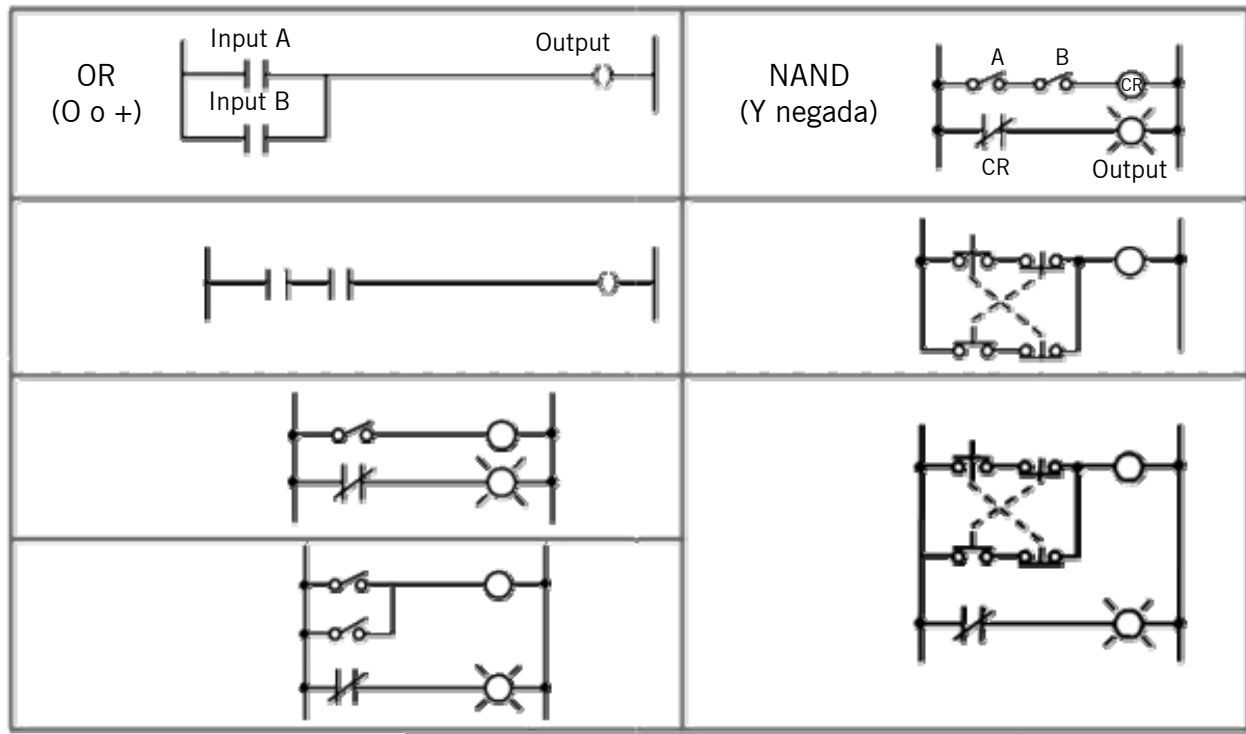 Input A
Output
OR
(O o +)
Input B
NAND
(Y negada)
A
B
CR
CR
Output